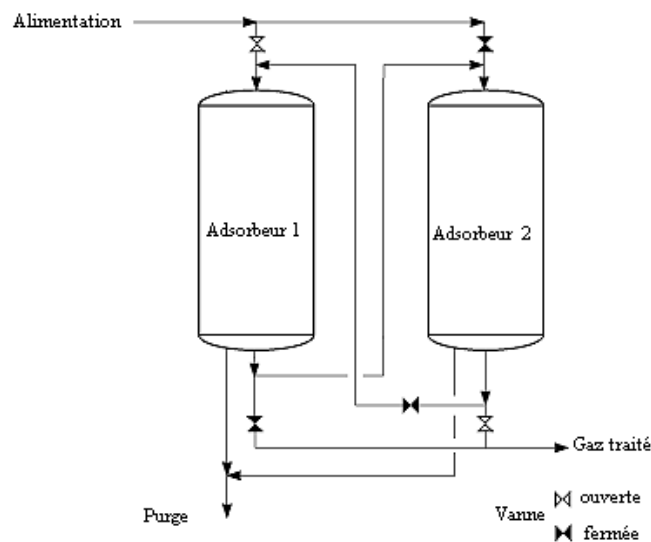 Alimentation
Adsorbeur 1
Adsorbeur 2
Gaz traité
Purge
Vanne
ouverte
fermée